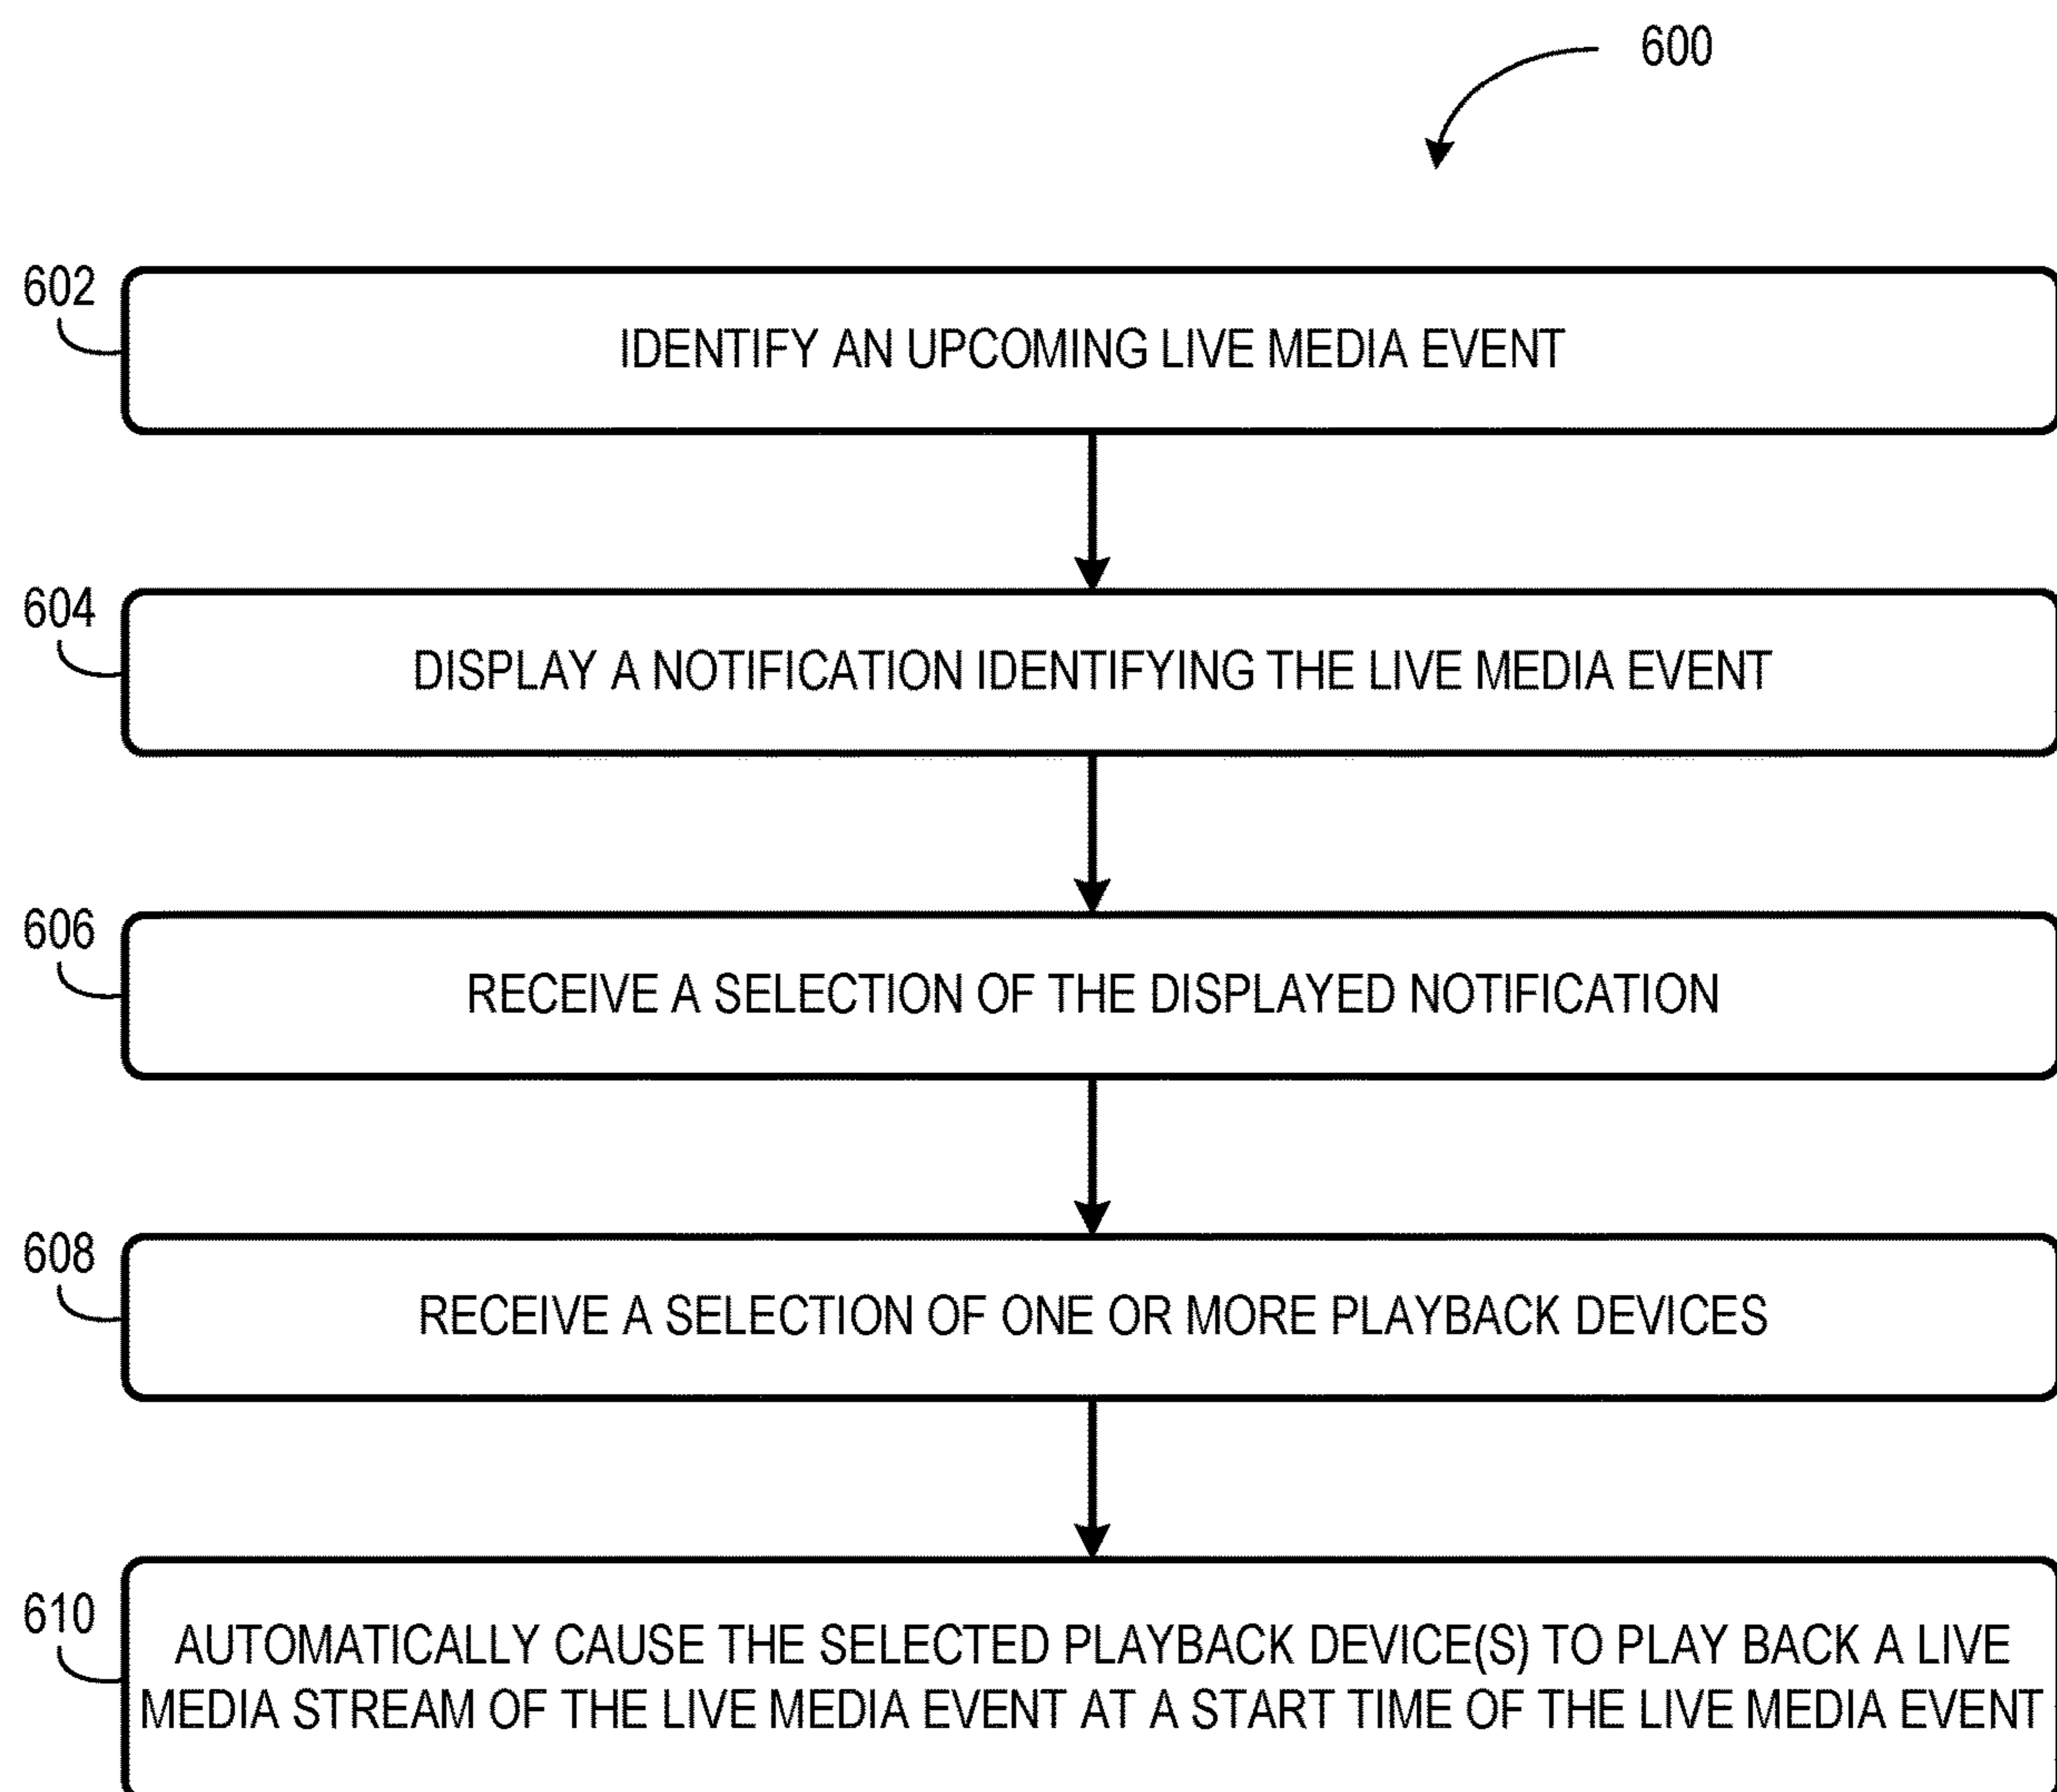 600
602
IDENTIFY AN UPCOMING LIVE MEDIA EVENT
604
DISPLAY A NOTIFICATION IDENTIFYING THE LIVE MEDIA EVENT
606
RECEIVE A SELECTION OF THE DISPLAYED NOTIFICATION
608
RECEIVE A SELECTION OF ONE OR MORE PLAYBACK DEVICES
610
AUTOMATICALLY CAUSE THE SELECTED PLAYBACK DEVICE(S) TO PLAY BACK A LIVE
MEDIA STREAM OF THE LIVE MEDIA EVENT AT A START TIME OF THE LIVE MEDIA EVENT